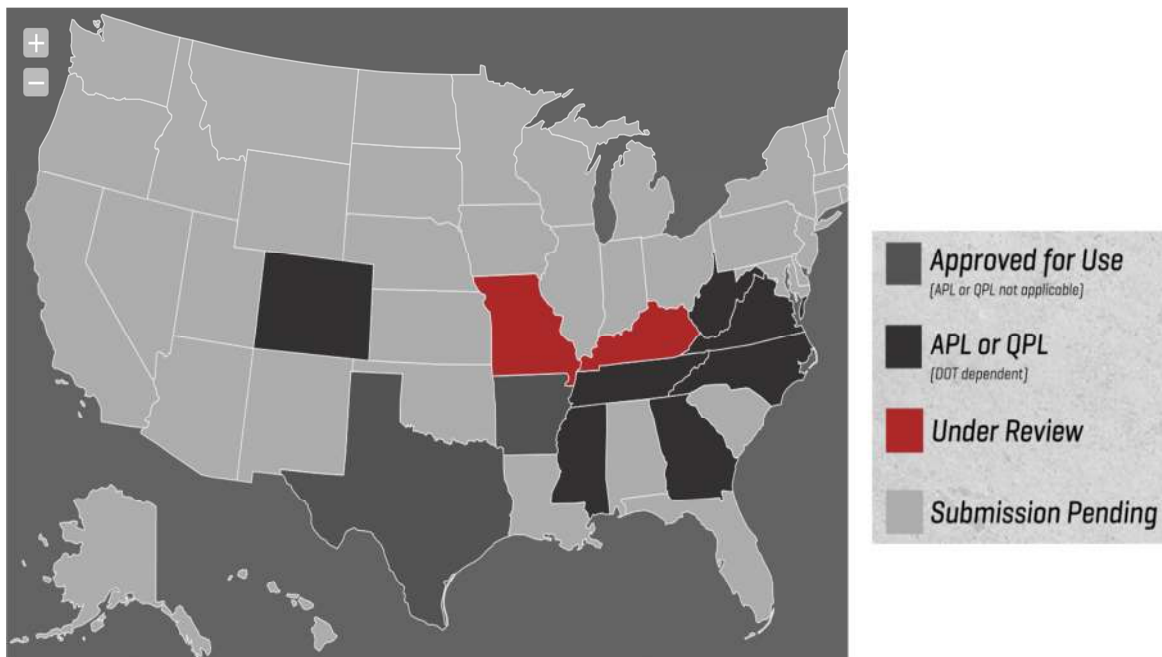 +
−
Approved for Use
(APL or QPL not applicable)
APL or QPL
(DOT dependent)
Under Review
Submission Pending